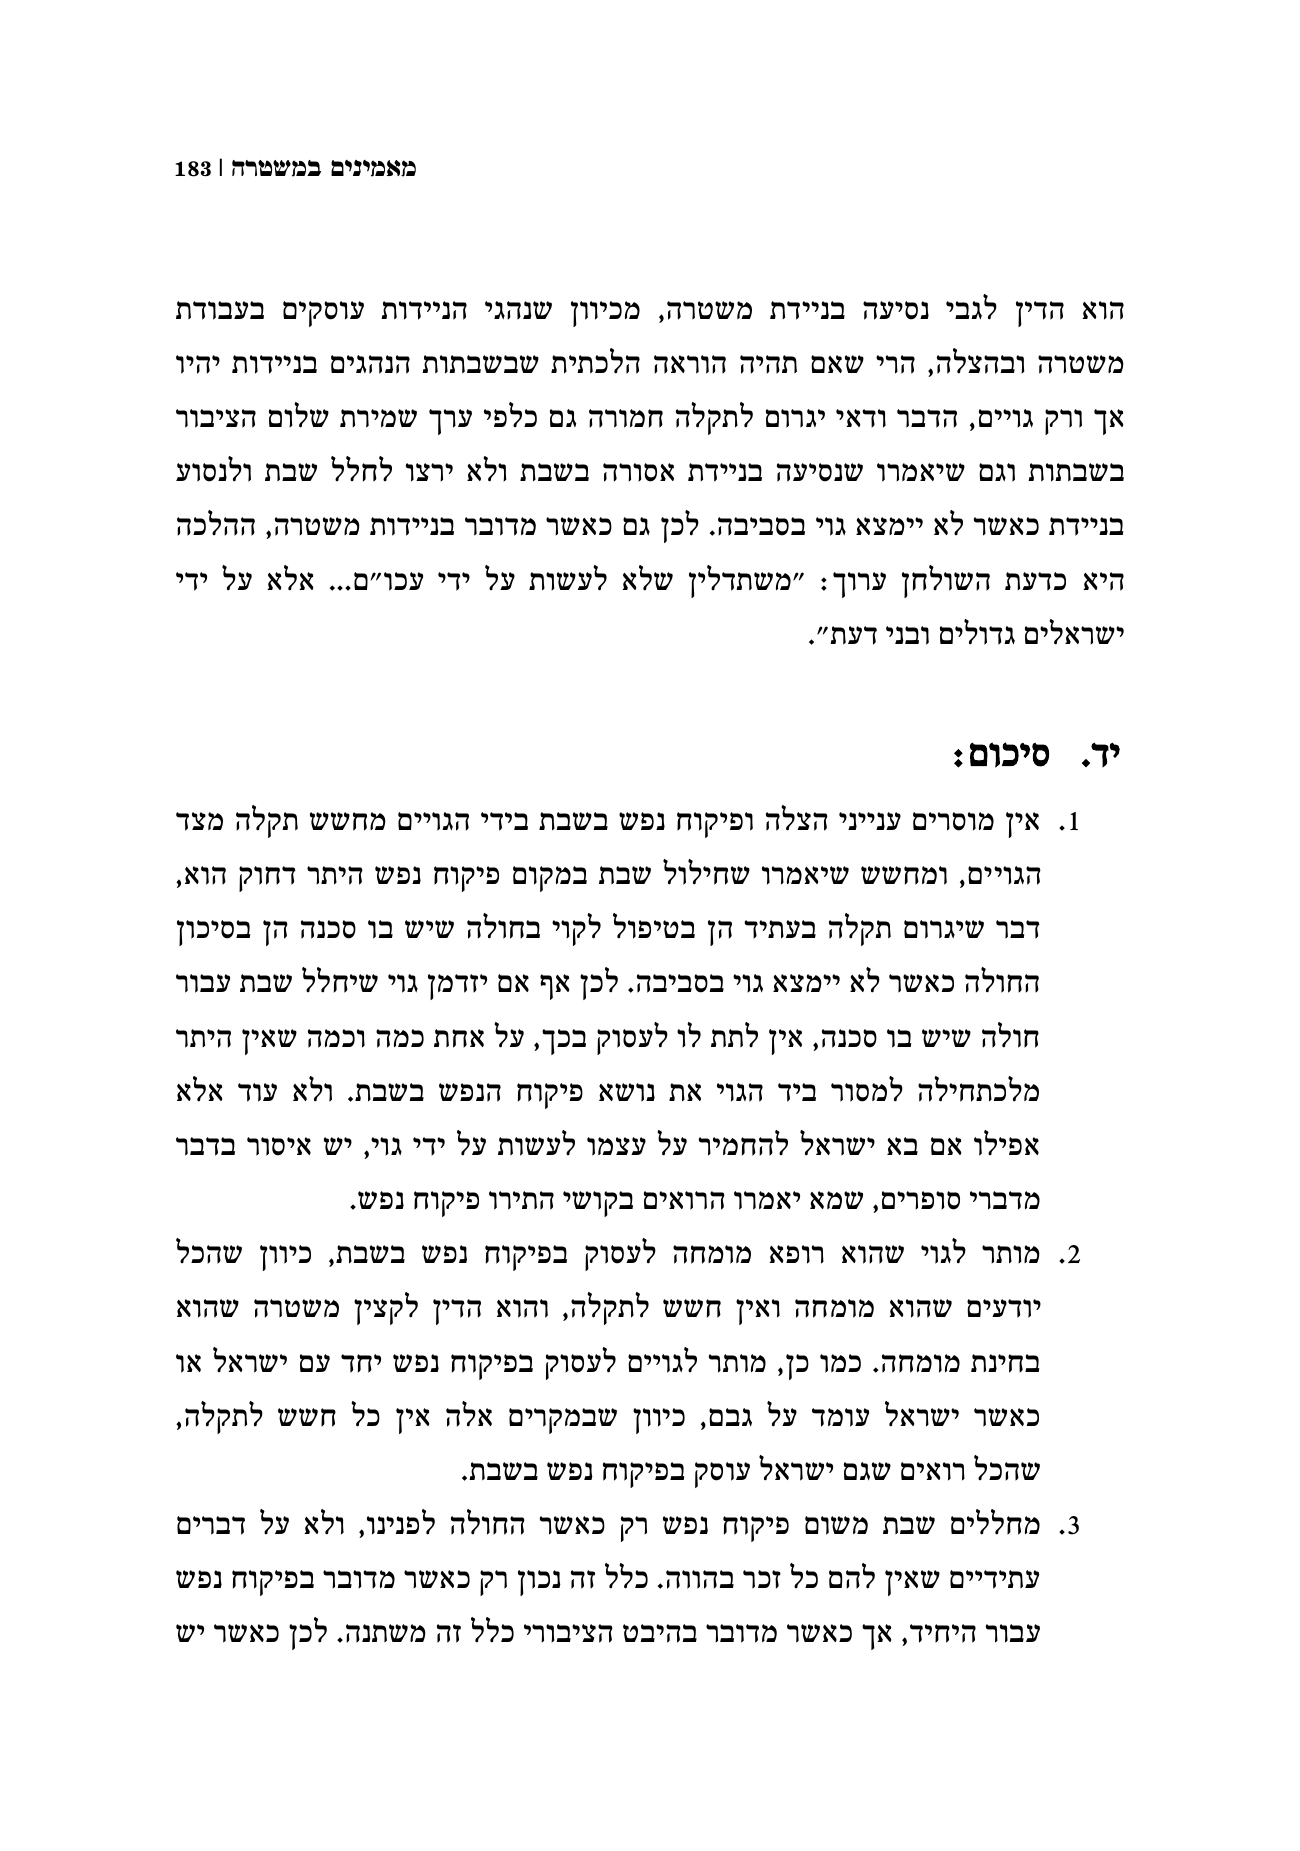 מאמינים במשטרה | 183
הוא הדין לגבי נסיעה בניידת משטרה, מכיוון שנהגי הניידות עוסקים בעבודת
משטרה ובהצלה, הרי שאם תהיה הוראה הלכתית שבשבתות הנהגים בניידות יהיו
אך ורק גויים, הדבר ודאי יגרום לתקלה חמורה גם כלפי ערך שמירת שלום הציבור
בשבתות וגם שיאמרו שנסיעה בניידת אסורה בשבת ולא ירצו לחלל שבת ולנסוע
בניידת כאשר לא יימצא גוי בסביבה. לכן גם כאשר מדובר בניידות משטרה, ההלכה
היא כדעת השולחן ערוך: "משתדלין שלא לעשות על ידי עכו"ם... אלא על ידי
ישראלים גדולים ובני דעת".
יד. סיכום:
1. אין מוסרים ענייני הצלה ופיקוח נפש בשבת בידי הגויים מחשש תקלה מצד
הגויים, ומחשש שיאמרו שחילול שבת במקום פיקוח נפש היתר דחוק הוא,
דבר שיגרום תקלה בעתיד הן בטיפול לקוי בחולה שיש בו סכנה הן בסיכון
החולה כאשר לא יימצא גוי בסביבה. לכן אף אם יזדמן גוי שיחלל שבת עבור
חולה שיש בו סכנה, אין לתת לו לעסוק בכך, על אחת כמה וכמה שאין היתר
מלכתחילה למסור ביד הגוי את נושא פיקוח הנפש בשבת. ולא עוד אלא
אפילו אם בא ישראל להחמיר על עצמו לעשות על ידי גוי, יש איסור בדבר
מדברי סופרים, שמא יאמרו הרואים בקושי התירו פיקוח נפש.
2. מותר לגוי שהוא רופא מומחה לעסוק בפיקוח נפש בשבת, כיוון שהכל
יודעים שהוא מומחה ואין חשש לתקלה, והוא הדין לקצין משטרה שהוא
בחינת מומחה. כמו כן, מותר לגויים לעסוק בפיקוח נפש יחד עם ישראל או
כאשר ישראל עומד על גבם, כיוון שבמקרים אלה אין כל חשש לתקלה,
שהכל רואים שגם ישראל עוסק בפיקוח נפש בשבת.
3. מחללים שבת משום פיקוח נפש רק כאשר החולה לפנינו, ולא על דברים
עתידיים שאין להם כל זכר בהווה. כלל זה נכון רק כאשר מדובר בפיקוח נפש
עבור היחיד, אך כאשר מדובר בהיבט הציבורי כלל זה משתנה. לכן כאשר יש